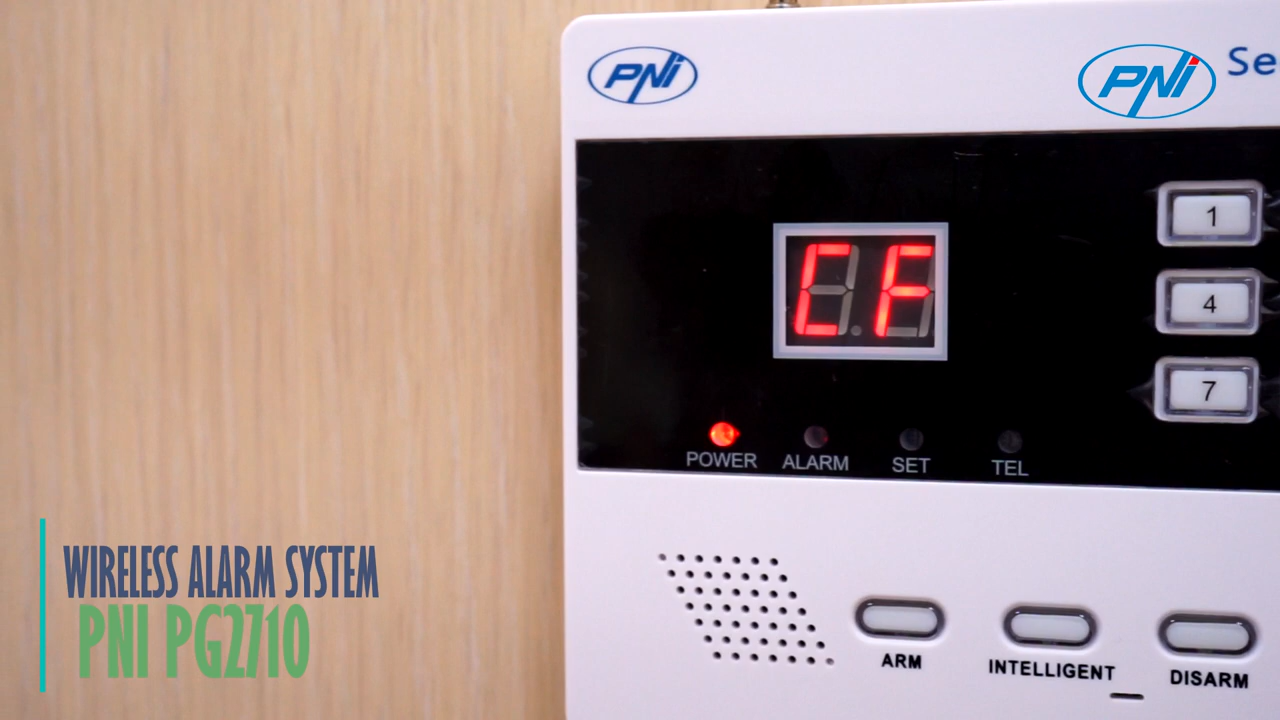 PNI
PNI
Se
CF
1
4
7
POWER ALARM SET TEL
ARM INTELLIGENT DISARM
WIRELESS ALARM SYSTEM
PNI PG2710